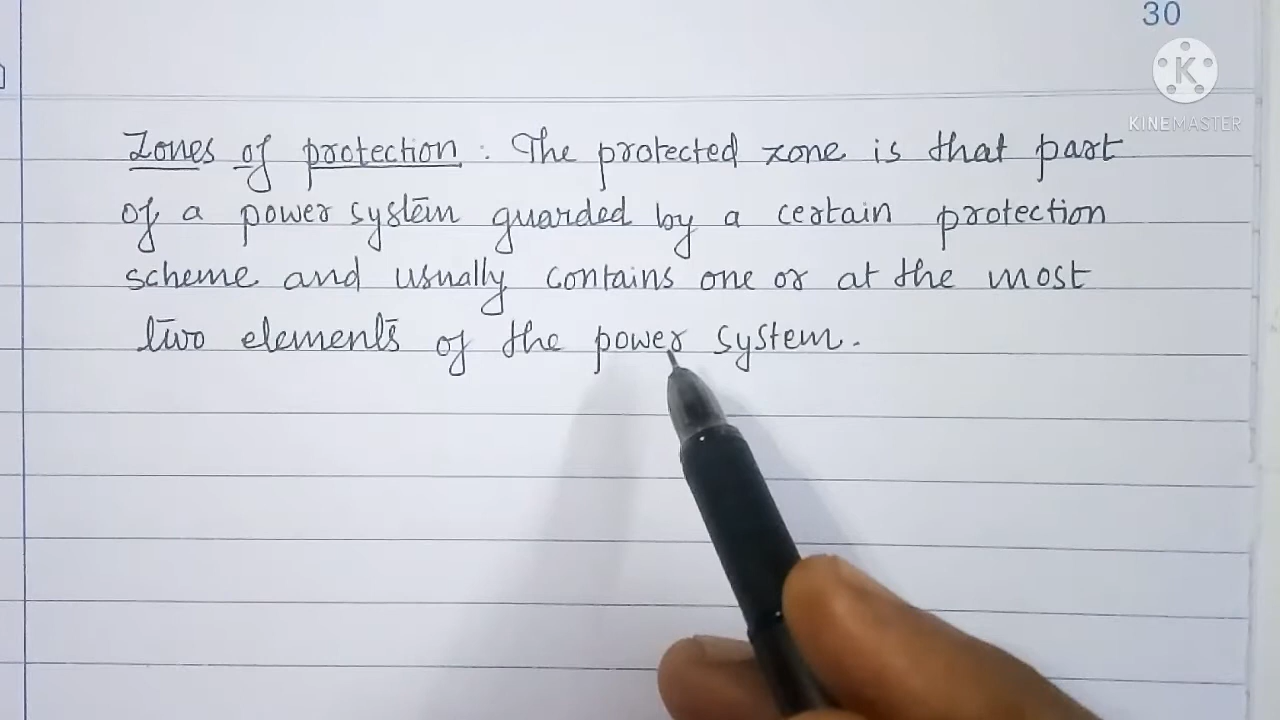 30
KINEMASTER
Zones of protection : The protected zone is that part
of a power system guarded by a certain protection
scheme and usually contains one or at the most
two elements of the power system.